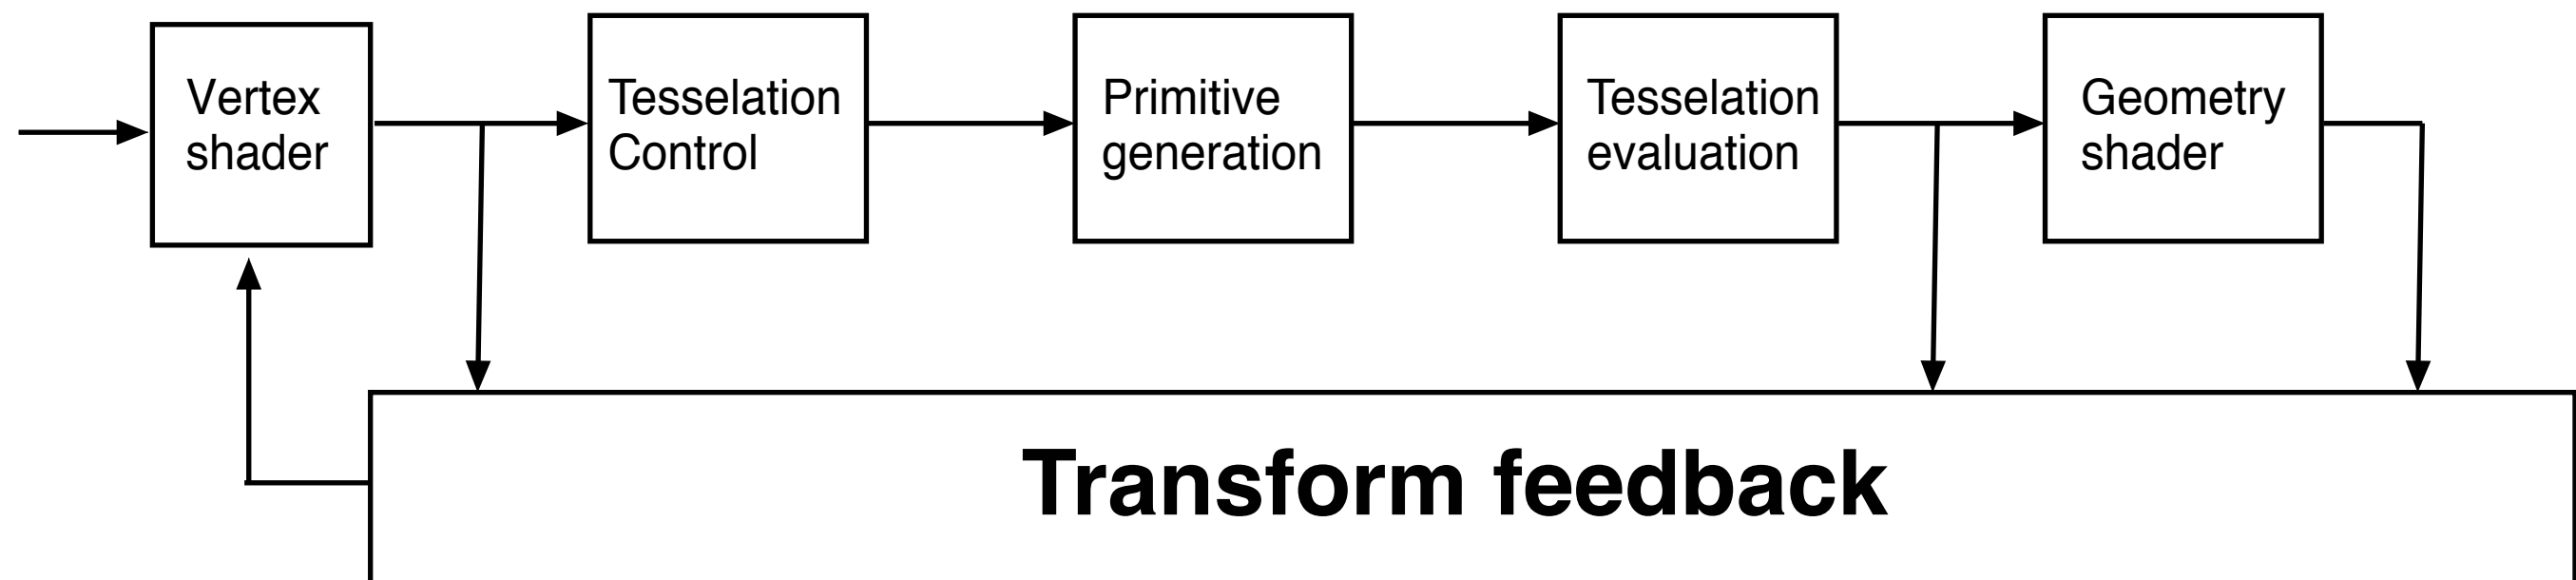 Vertex
shader
Tesselation
Control
Primitive
generation
Tesselation
evaluation
Geometry
shader
Transform feedback